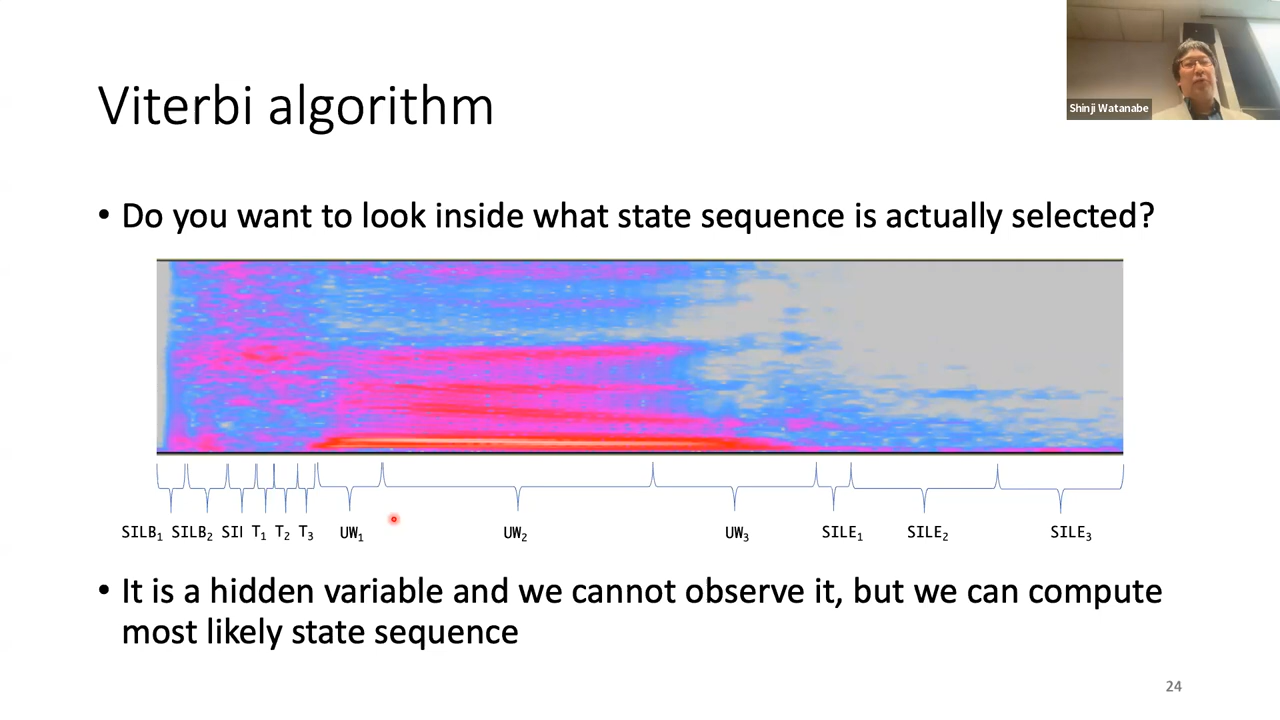 Shinji Watanabe
Viterbi algorithm
• Do you want to look inside what state sequence is actually selected?
SILB₁ SILB₂ SII T₁ T₂ T₃ UW₁ UW₂ UW₃ SILE₁ SILE₂ SILE₃
• It is a hidden variable and we cannot observe it, but we can compute
most likely state sequence
24